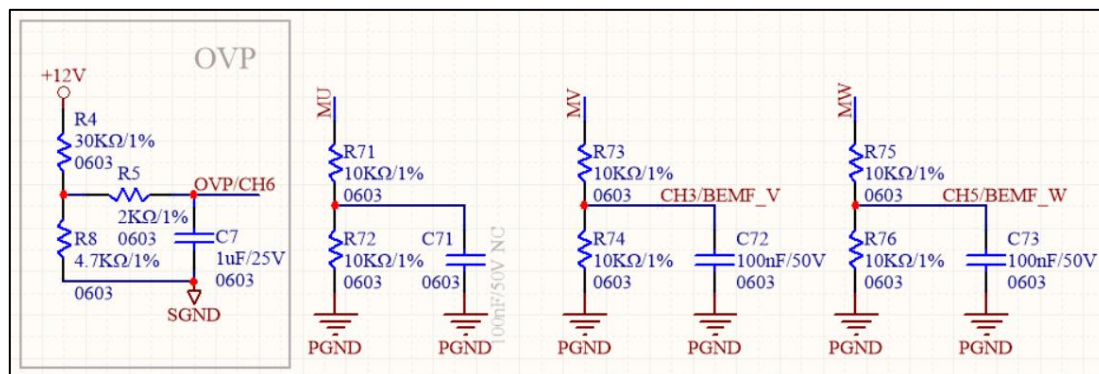 OVP
+12V
R4
30KΩ/1%
0603
R5
2KΩ/1%
0603
OVP/CH6
R8
4.7KΩ/1%
0603
C7
1uF/25V
0603
SGND
MU
R71
10KΩ/1%
0603
R72
10KΩ/1%
0603
C71
100nF/50V NC
PGND
PGND
MV
R73
10KΩ/1%
0603
CH3/BEMF_V
R74
10KΩ/1%
0603
C72
100nF/50V
0603
PGND
PGND
MW
R75
10KΩ/1%
0603
CH5/BEMF_W
R76
10KΩ/1%
0603
C73
100nF/50V
0603
PGND
PGND